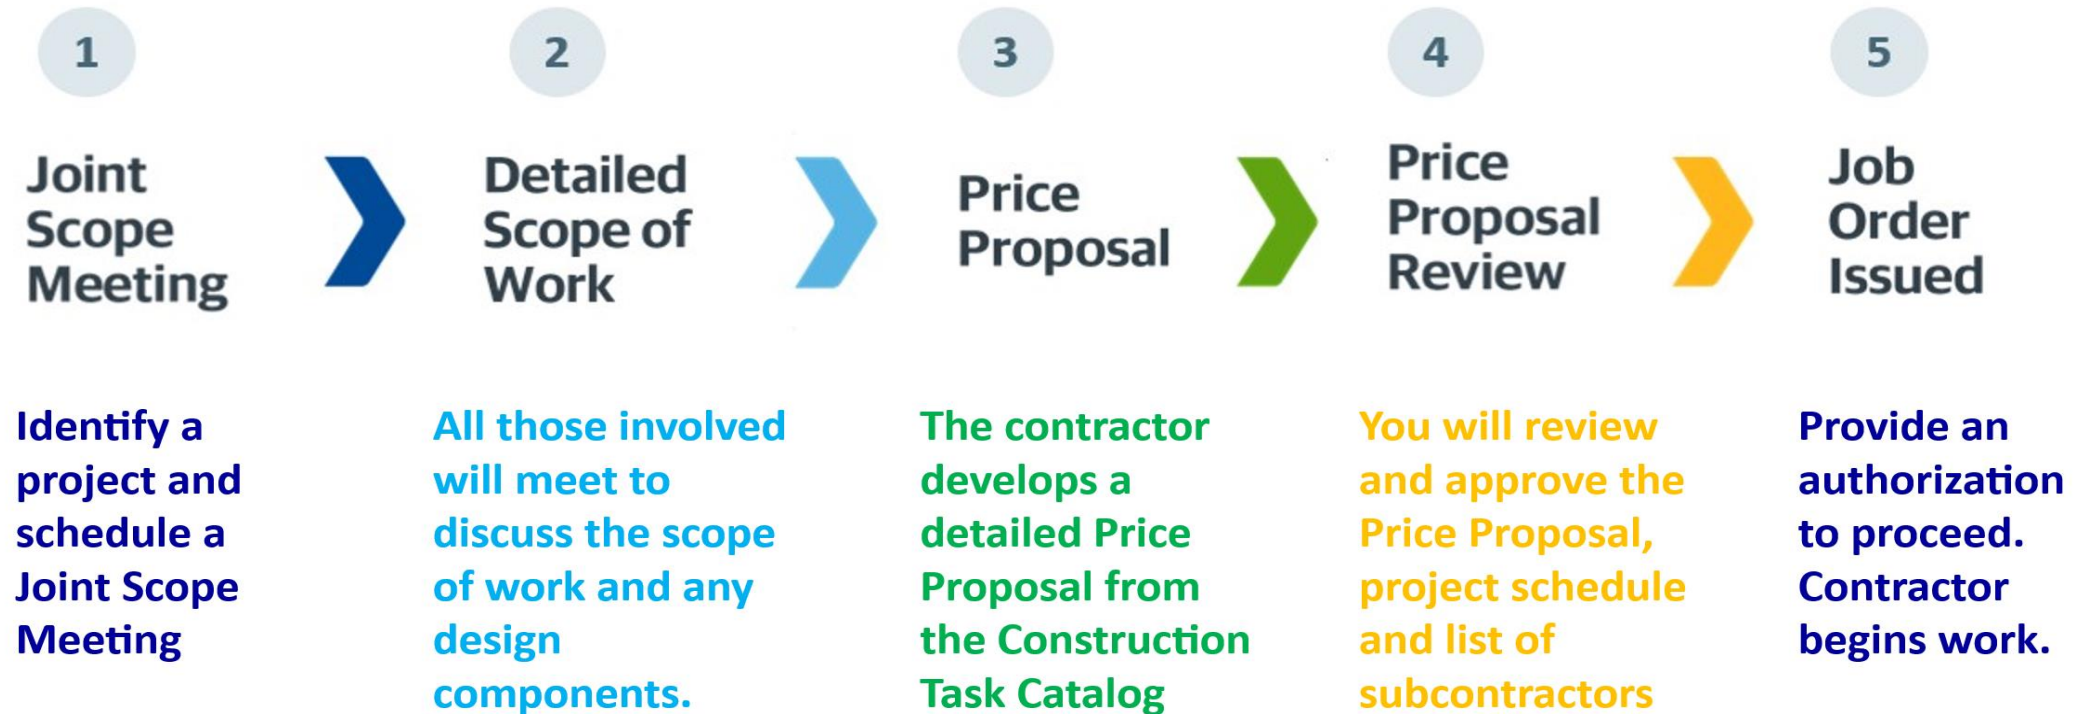 1
Joint
Scope
Meeting
Identify a
project and
schedule a
Joint Scope
Meeting
2
Detailed
Scope of
Work
All those involved
will meet to
discuss the scope
of work and any
design
components.
3
Price
Proposal
The contractor
develops a
detailed Price
Proposal from
the Construction
Task Catalog
4
Price
Proposal
Review
You will review
and approve the
Price Proposal,
project schedule
and list of
subcontractors
5
Job
Order
Issued
Provide an
authorization
to proceed.
Contractor
begins work.